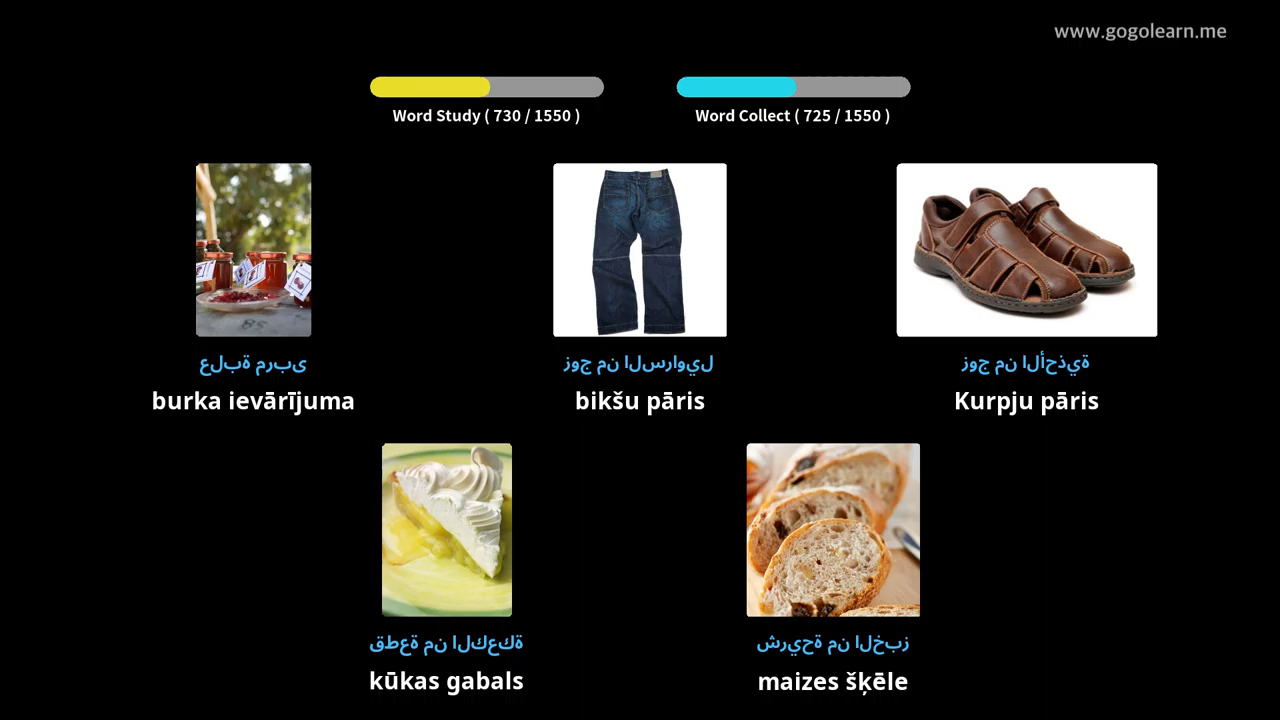 www.gogolearn.me
Word Study ( 730 / 1550 )
Word Collect ( 725 / 1550 )
علبة مربى
burka ievārījuma
زوج من السراويل
bikšu pāris
زوج من الأحذية
Kurpju pāris
قطعة من الكعكة
kūkas gabals
شريحة من الخبز
maizes šķēle